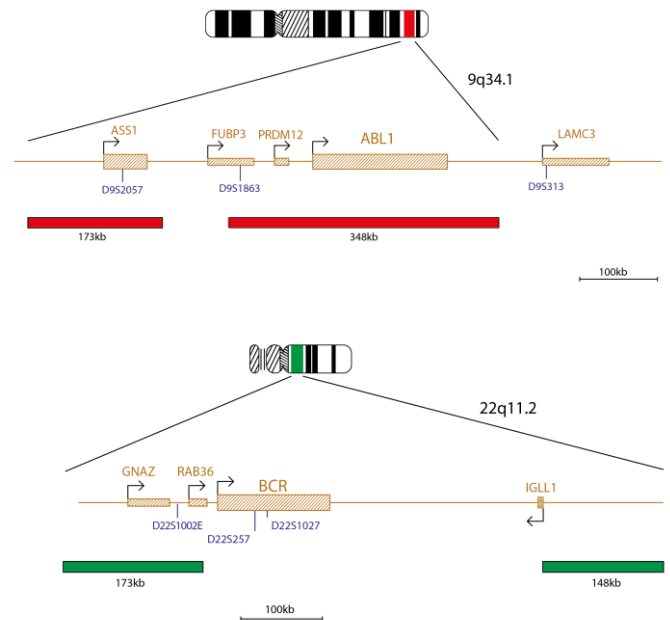 9q34.1
ASS1 FUBP3 PRDM12 ABL1 LAMC3
D9S2057 D9S1863 D9S313
173kb 348kb
100kb
22q11.2
GNAZ RAB36 BCR IGLL1
D22S1002E D22S1027
D22S257
173kb 148kb
100kb